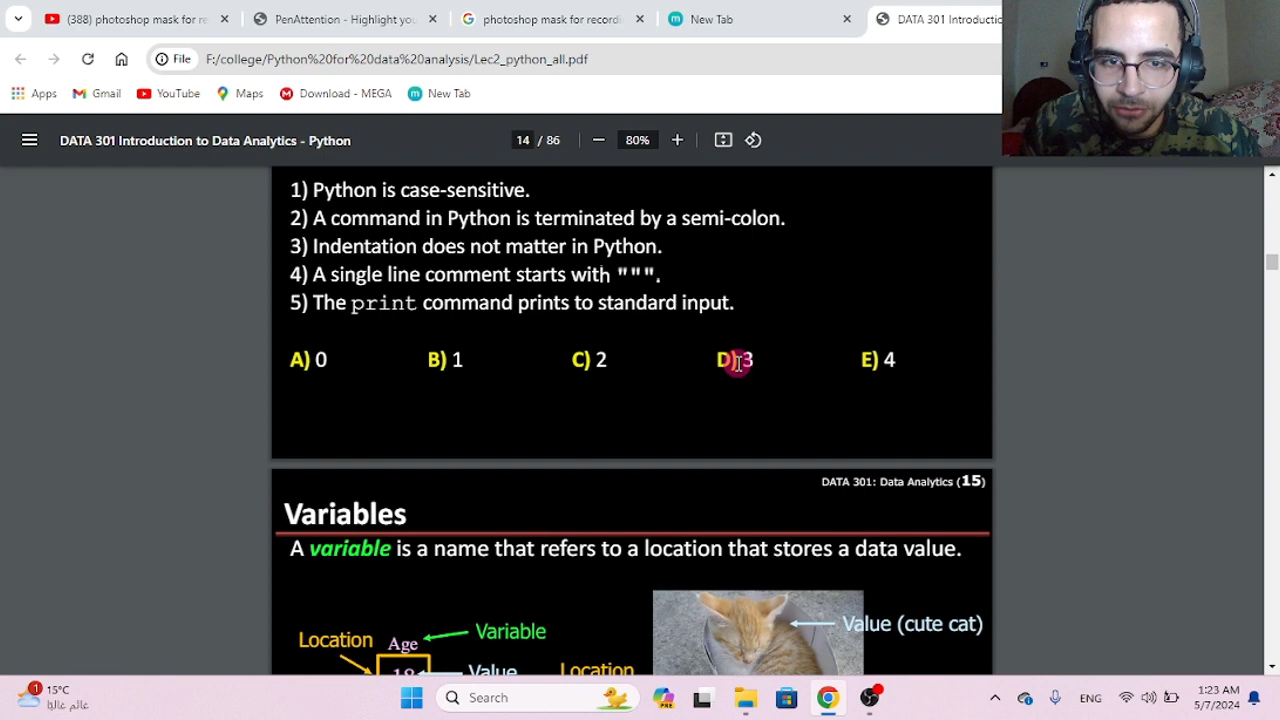 (388) photoshop mask for re
PenAttention - Highlight you
photoshop mask for recordi
New Tab
DATA 301 Introductio
File
F:/college/Python%20for%20data%20analysis/Lec2_python_all.pdf
Apps
Gmail
YouTube
Maps
Download - MEGA
New Tab
DATA 301 Introduction to Data Analytics - Python
14 / 86
80%
1) Python is case-sensitive.
2) A command in Python is terminated by a semi-colon.
3) Indentation does not matter in Python.
4) A single line comment starts with """.
5) The print command prints to standard input.
A) 0 B) 1 C) 2 D) 3 E) 4
DATA 301: Data Analytics (15)
Variables
A variable is a name that refers to a location that stores a data value.
Value (cute cat)
Variable
Location
Age
18
Value
Location
1
15°C
غائم غالبًا
Search
PRE
ENG
1:23 AM
5/7/2024